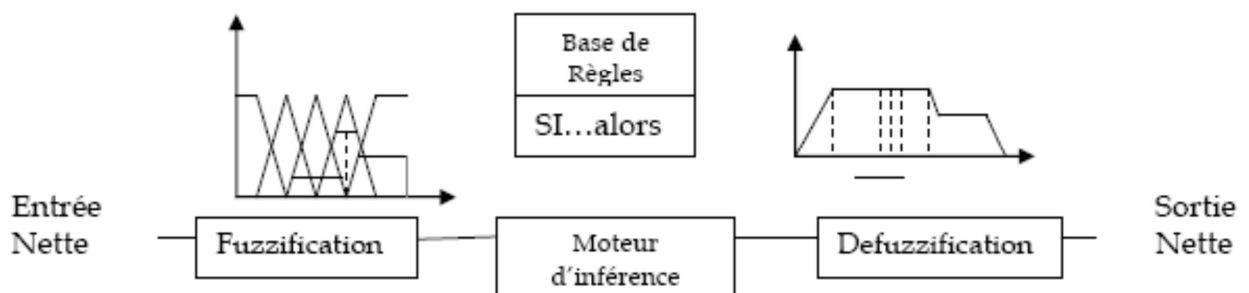 Base de
Règles
SI…alors
Entrée
Nette
Fuzzification
Moteur
d'inférence
Defuzzification
Sortie
Nette